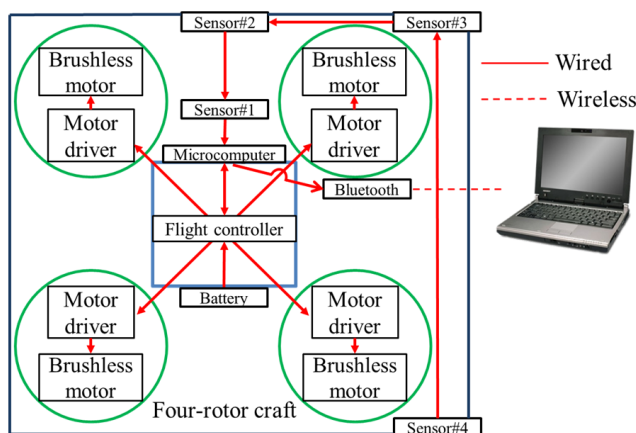 Sensor#2
Sensor#3
Brushless
motor
Motor
driver
Sensor#1
Brushless
motor
Motor
driver
Wired
Wireless
Microcomputer
Bluetooth
Flight controller
Battery
Motor
driver
Brushless
motor
Motor
driver
Brushless
motor
Four-rotor craft
Sensor#4